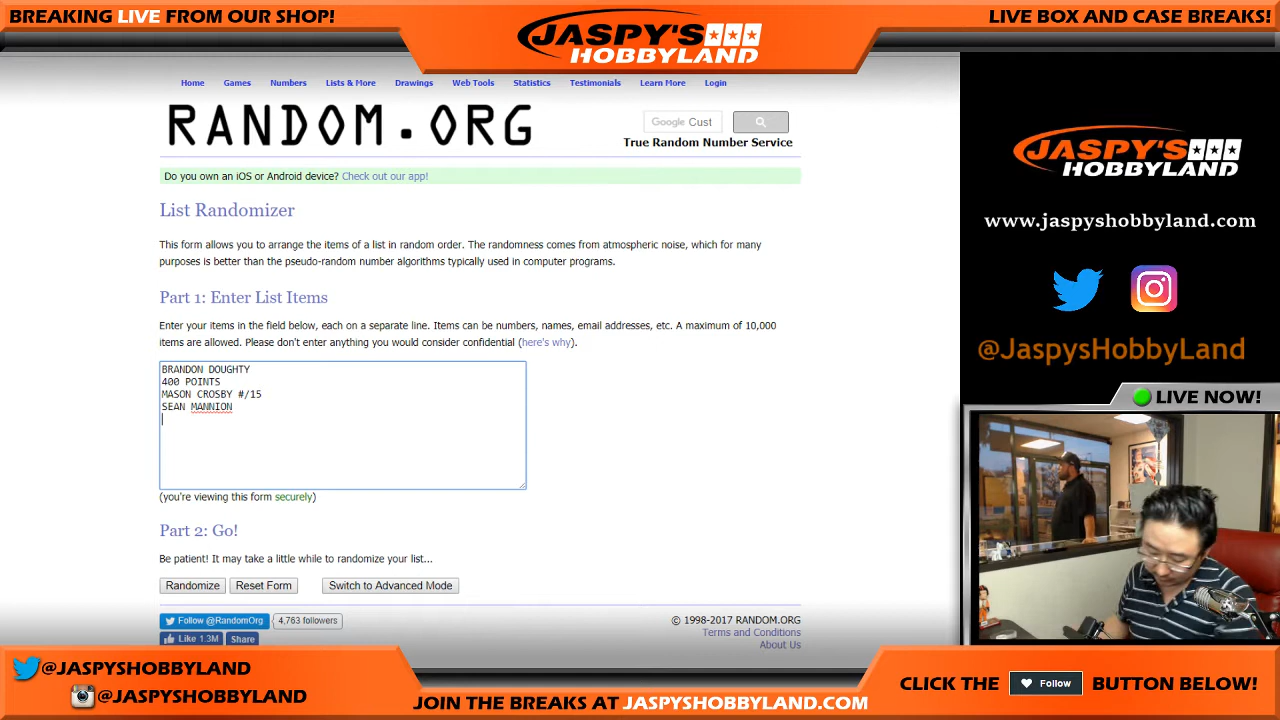 BREAKING LIVE FROM OUR SHOP!
JASPY'S HOBBYLAND
LIVE BOX AND CASE BREAKS!
Home Games Numbers Lists & More Drawings Web Tools Statistics Testimonials Learn More Login
RANDOM.ORG
Google Cust
True Random Number Service
Do you own an iOS or Android device? Check out our app!
List Randomizer
This form allows you to arrange the items of a list in random order. The randomness comes from atmospheric noise, which for many
purposes is better than the pseudo-random number algorithms typically used in computer programs.
Part 1: Enter List Items
Enter your items in the field below, each on a separate line. Items can be numbers, names, email addresses, etc. A maximum of 10,000
items are allowed. Please don't enter anything you would consider confidential (here's why).
BRANDON DOUGHTY
400 POINTS
MASON CROSBY #/15
SEAN MANNION
(you're viewing this form securely)
Part 2: Go!
Be patient! It may take a little while to randomize your list...
Randomize Reset Form Switch to Advanced Mode
Follow @RandomOrg 4,763 followers
Like 1.3M Share
© 1998-2017 RANDOM.ORG
Terms and Conditions
About Us
JASPY'S
HOBBYLAND
www.jaspyshobbyland.com
@JaspysHobbyLand
LIVE NOW!
@JASPYSHOBBYLAND
@JASPYSHOBBYLAND
JOIN THE BREAKS AT JASPYSHOBBYLAND.COM
CLICK THE Follow BUTTON BELOW!